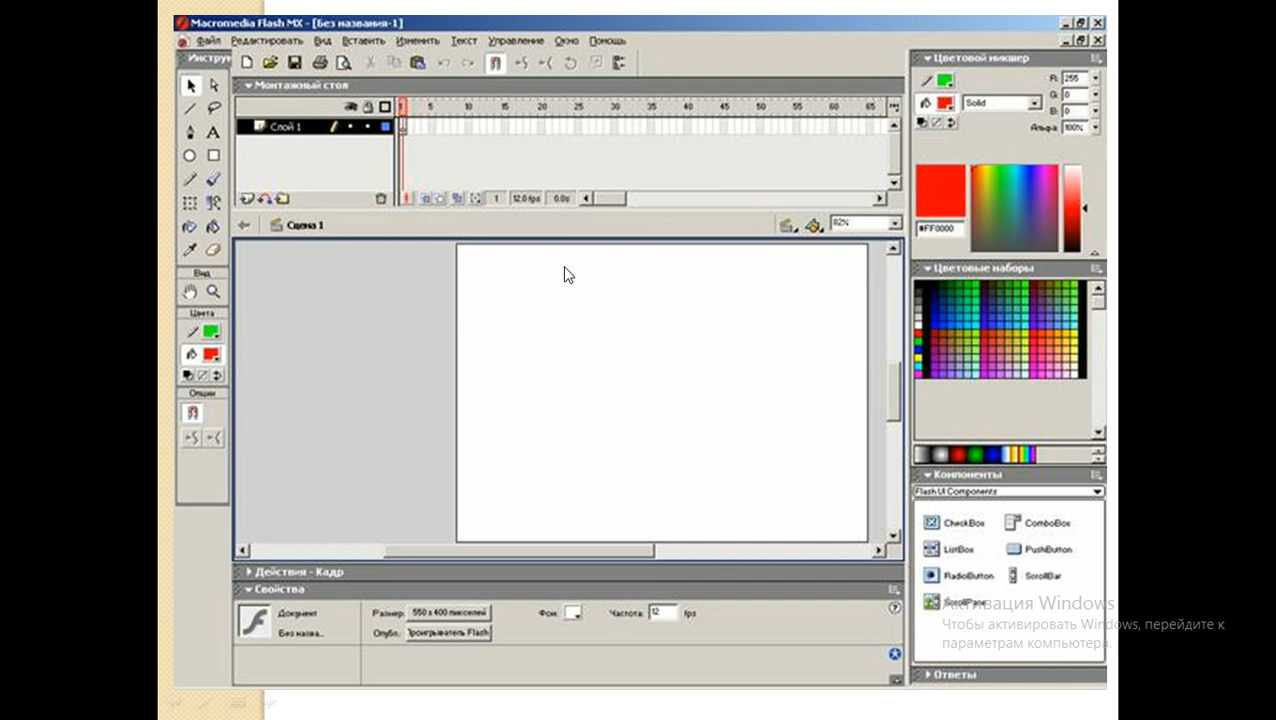 Macromedia Flash MX - [Без названия-1]
Файл Редактировать Вид Вставить Изменить Текст Управление Окно Помощь
Инстру
Монтажный стол
1 5 10 15 20 25 30 35 40 45 50 55 60 65
Слой 1
1 12.0 fps 0.0s
Сцена 1
82%
Вид
Цвета
Опции
Действия - Кадр
Свойства
Документ
Без назва..
Размер: 550 x 400 пикселей
Опубл.: Проигрыватель Flash
Фон:
Частота: 12 fps
Цветовой микшер
R: 255
G: 0
B: 0
Альфа: 100%
Solid
#FF0000
Цветовые наборы
Компоненты
Flash UI Components
CheckBox ComboBox
ListBox PushButton
RadioButton ScrollBar
ScrollPane
Ответы
Активация Windows
Чтобы активировать Windows, перейдите к
параметрам компьютера.